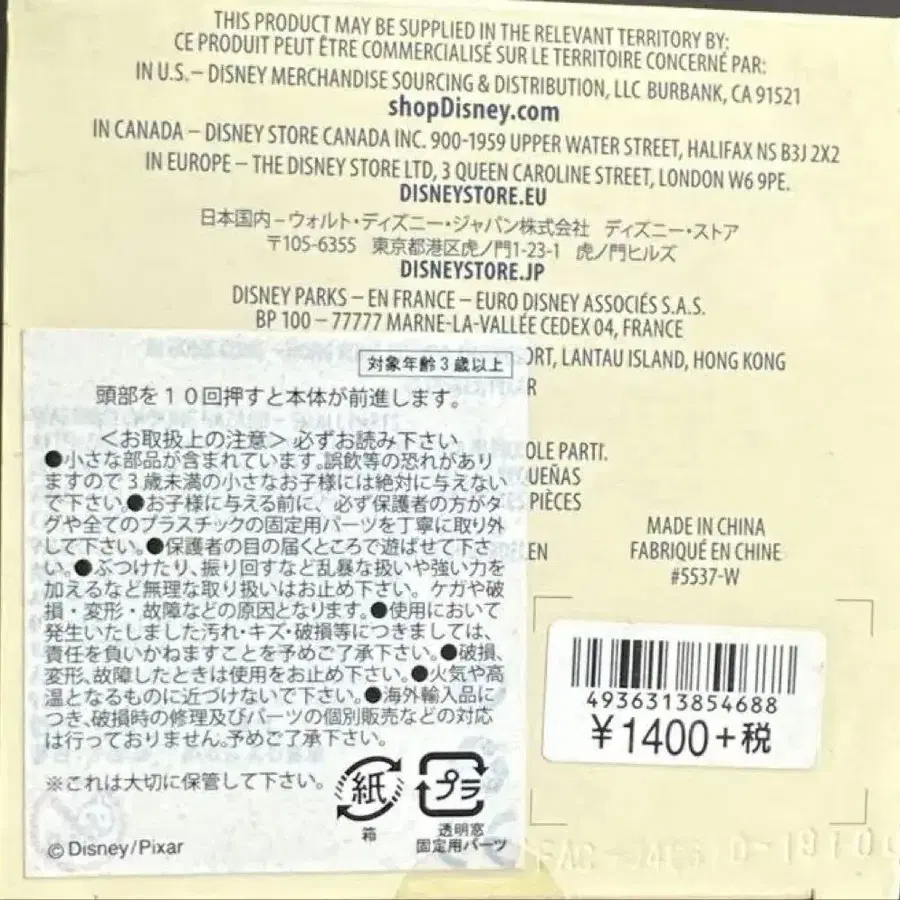 THIS PRODUCT MAY BE SUPPLIED IN THE RELEVANT TERRITORY BY:
CE PRODUIT PEUT ÊTRE COMMERCIALISÉ SUR LE TERRITOIRE CONCERNÉ PAR:
IN U.S. – DISNEY MERCHANDISE SOURCING & DISTRIBUTION, LLC BURBANK, CA 91521
shopDisney.com
IN CANADA – DISNEY STORE CANADA INC. 900-1959 UPPER WATER STREET, HALIFAX NS B3J 2X2
IN EUROPE – THE DISNEY STORE LTD, 3 QUEEN CAROLINE STREET, LONDON W6 9PE.
DISNEYSTORE.EU
日本国内–ウォルト・ディズニー・ジャパン株式会社 ディズニー・ストア
〒105-6355 東京都港区虎ノ門1-23-1 虎ノ門ヒルズ
DISNEYSTORE.JP
DISNEY PARKS – EN FRANCE – EURO DISNEY ASSOCIÉS S.A.S.
BP 100 – 77777 MARNE-LA-VALLÉE CEDEX 04, FRANCE
ORT, LANTAU ISLAND, HONG KONG
R
OLE PARTI.
UEÑAS
PIÈCES
EN
MADE IN CHINA
FABRIQUÉ EN CHINE
#5537-W
対象年齢3歳以上
頭部を10回押すと本体が前進します。
<お取扱上の注意> 必ずお読み下さい
●小さな部品が含まれています。誤飲等の恐れがあり
ますので3歳未満の小さなお子様には絶対に与えない
で下さい。●お子様に与える前に、必ず保護者の方がタ
グや全てのプラスチックの固定用パーツを丁寧に取り外
して下さい。●保護者の目の届くところで遊ばせて下さ
い。●ぶつけたり、振り回すなど乱暴な扱いや強い力を
加えるなど無理な取り扱いはお止め下さい。ケガや破
損・変形・故障などの原因となります。●使用において
発生いたしました汚れ・キズ・破損等につきましては、
責任を負いかねますことを予めご了承下さい。●破損、
変形、故障したときは使用をお止め下さい。●火気や高
温となるものに近づけないで下さい。●海外輸入品に
つき、破損時の修理及びパーツの個別販売などの対応
は行っておりません。予めご了承下さい。
※これは大切に保管して下さい。
紙
箱
プラ
透明窓
固定用パーツ
©Disney/Pixar
4936313854688
¥1400+税